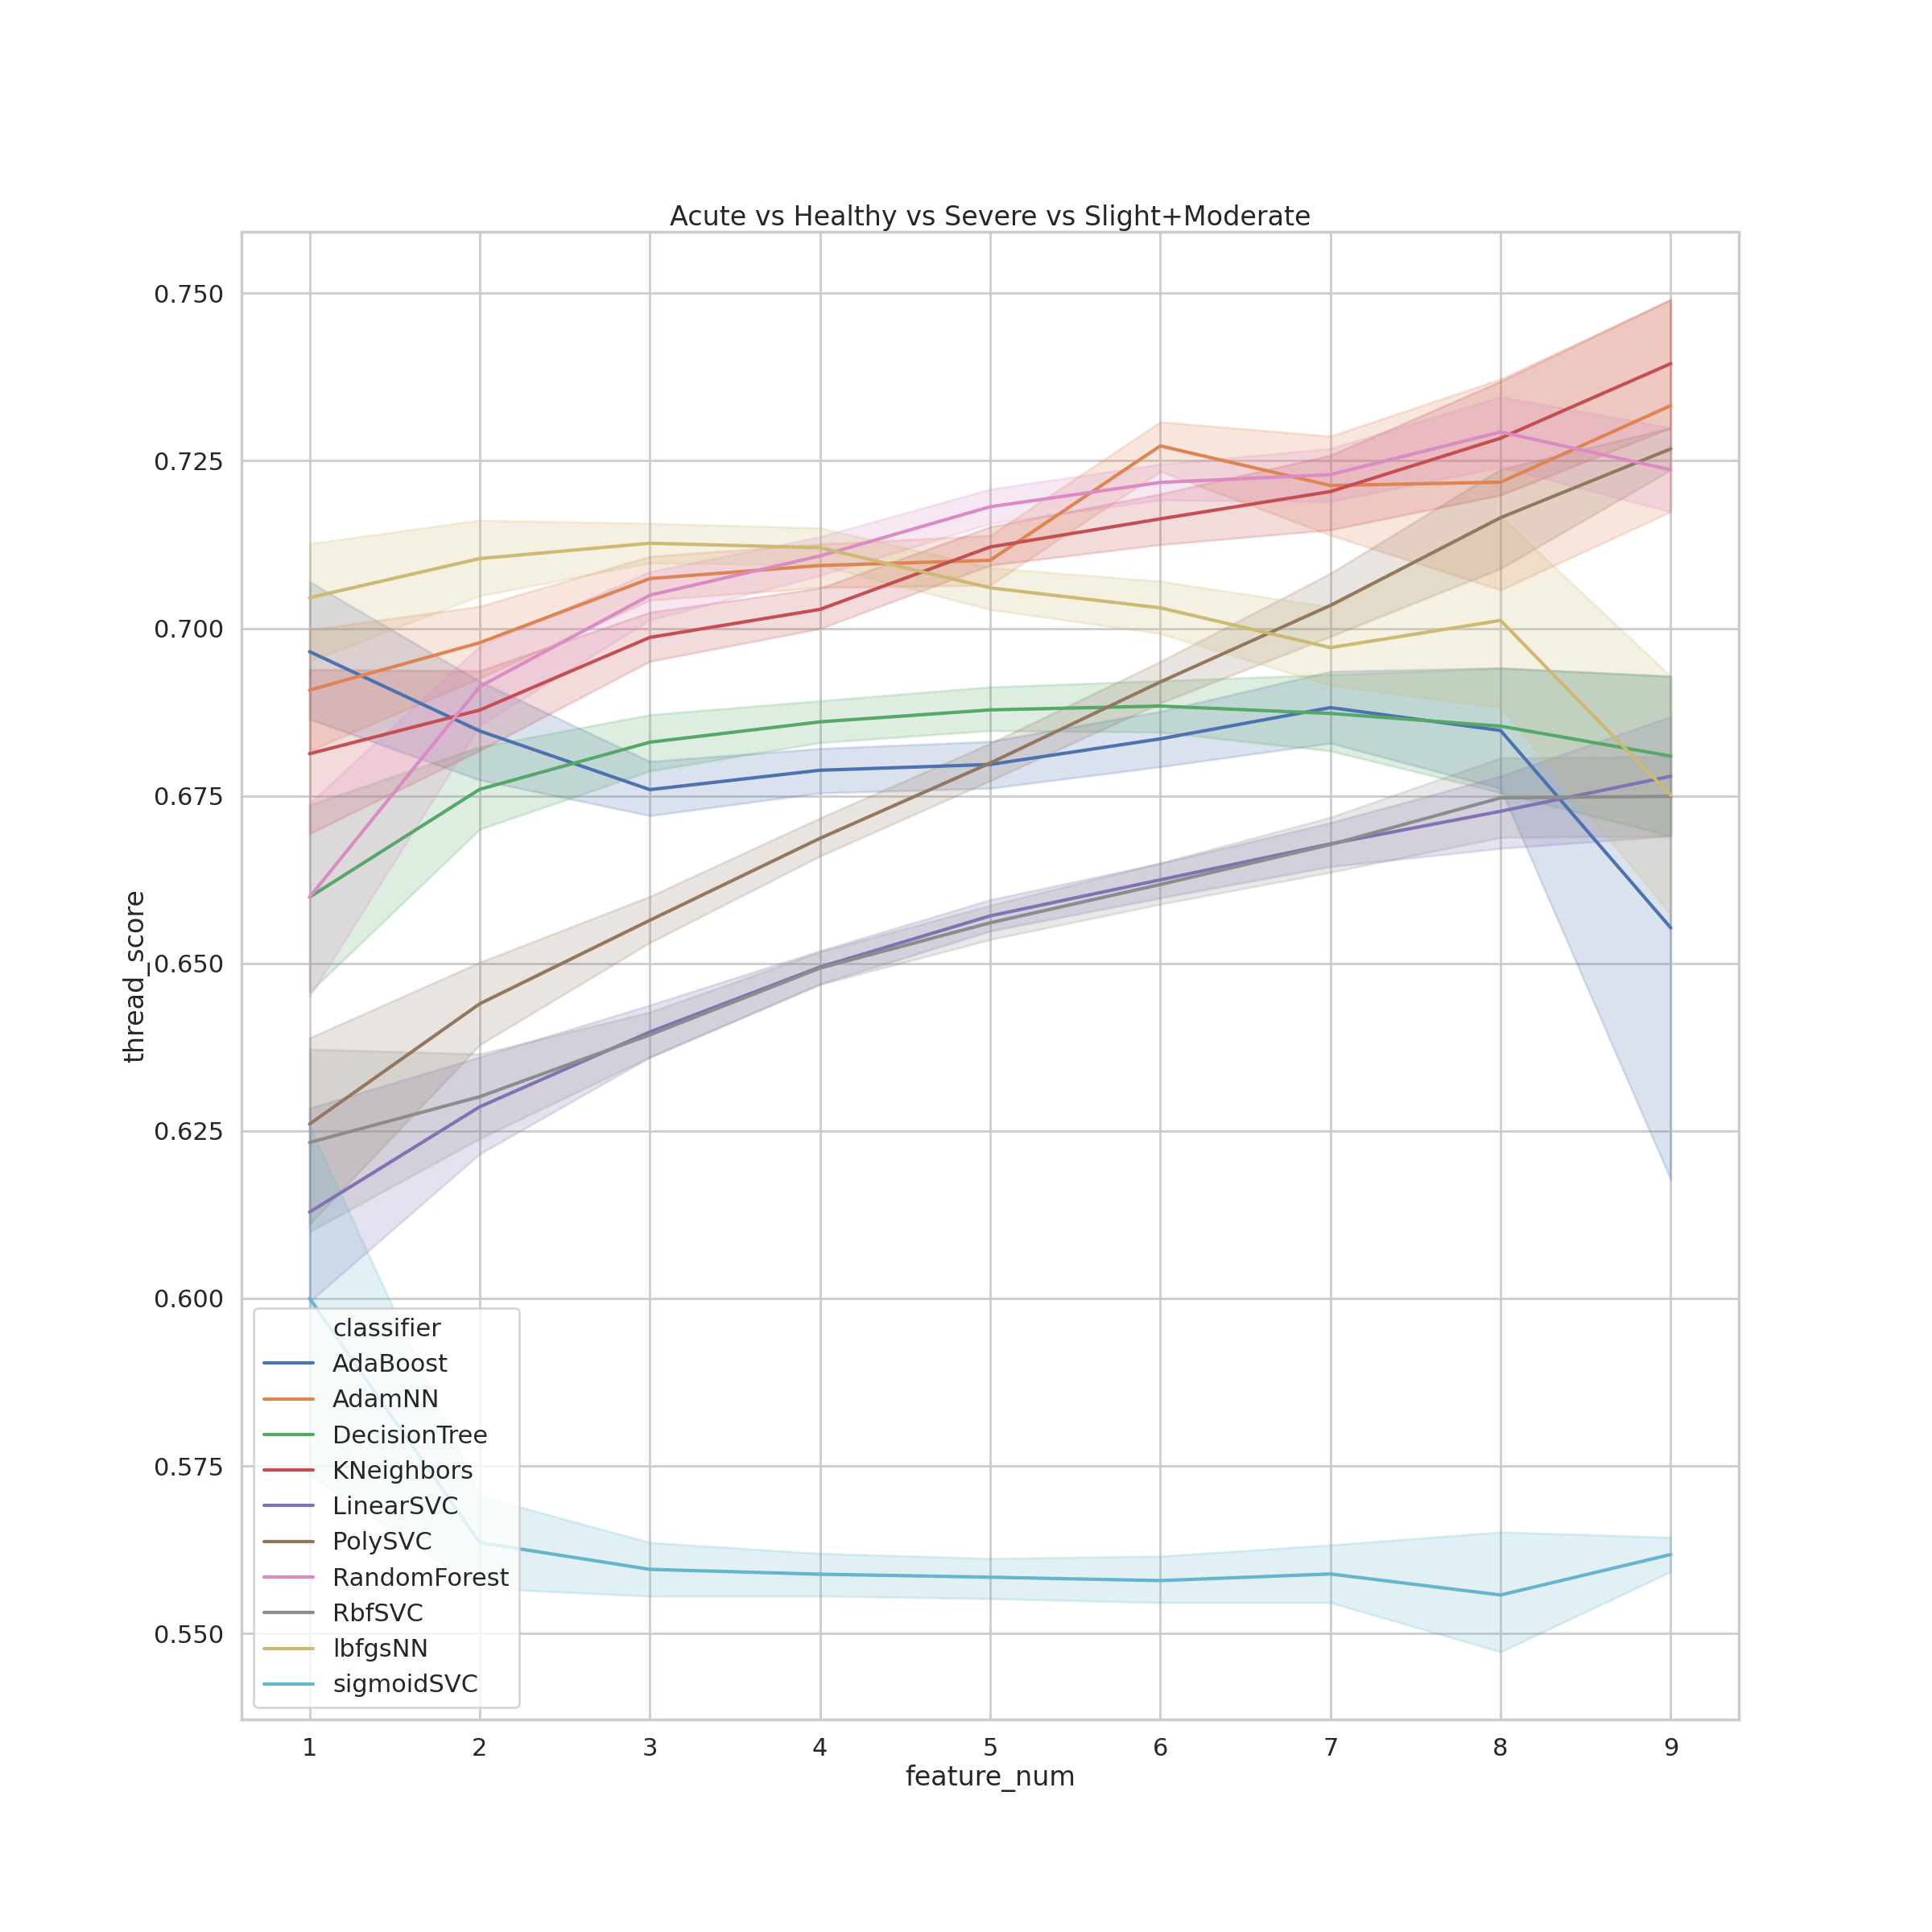 Acute vs Healthy vs Severe vs Slight+Moderate
0.750
0.725
0.700
0.675
0.650
0.625
0.600
0.575
0.550
thread_score
classifier
AdaBoost
AdamNN
DecisionTree
KNeighbors
LinearSVC
PolySVC
RandomForest
RbfSVC
lbfgsNN
sigmoidSVC
1 2 3 4 5 6 7 8 9
feature_num